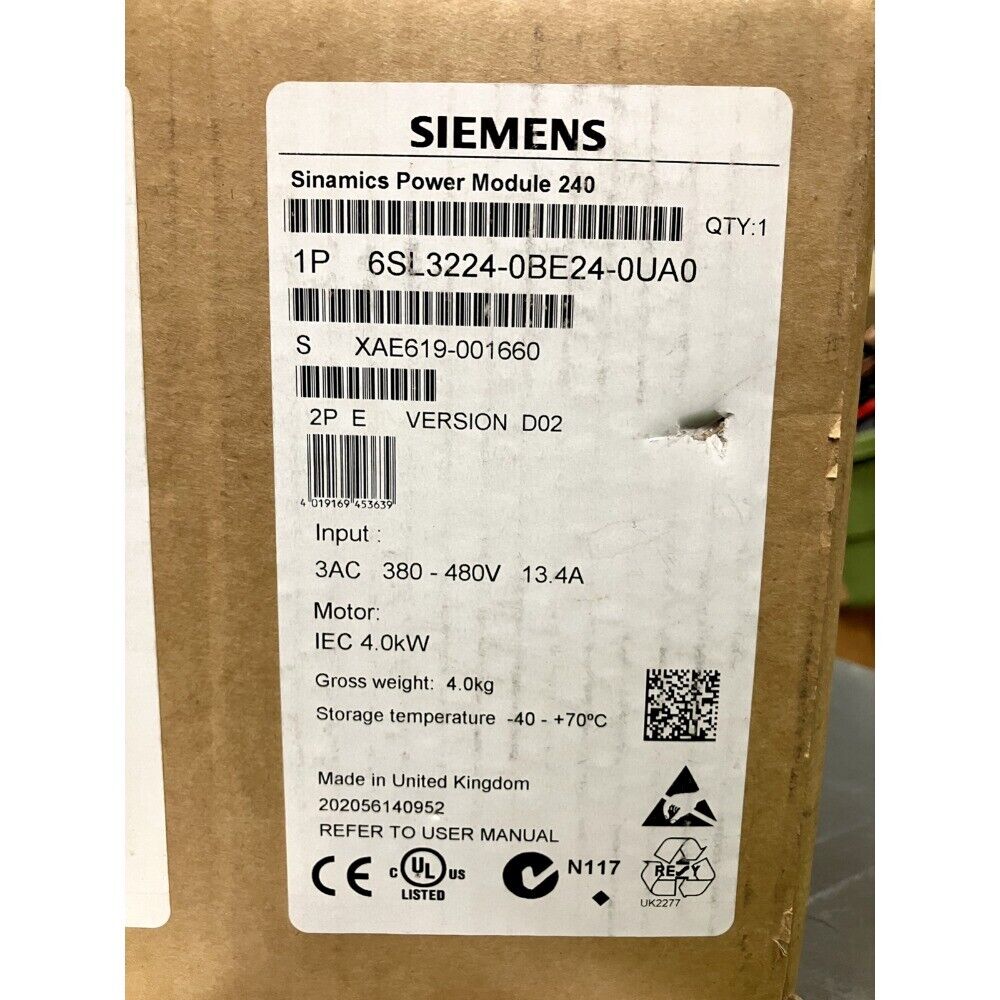 SIEMENS
Sinamics Power Module 240
QTY:1
1P 6SL3224-0BE24-0UA0
S XAE619-001660
2P E VERSION D02
4 019169 453639
Input :
3AC 380 - 480V 13.4A
Motor:
IEC 4.0kW
Gross weight: 4.0kg
Storage temperature -40 - +70ºC
Made in United Kingdom
202056140952
REFER TO USER MANUAL
CE
C UL US
LISTED
N117
RESY
UK2277